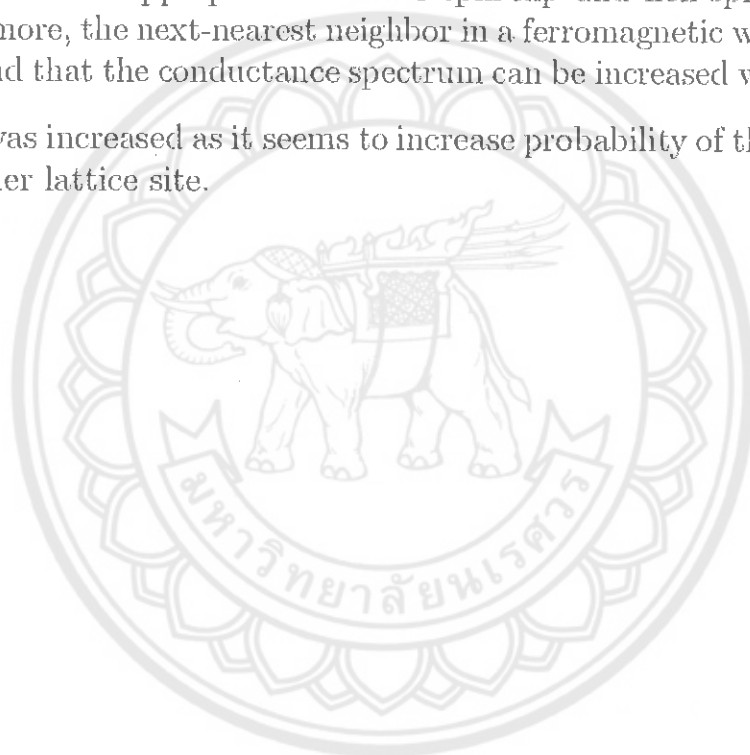 more, the next-nearest neighbor in a ferromagnetic w
nd that the conductance spectrum can be increased w
vas increased as it seems to increase probability of tl
er lattice site.
มหาวิทยาลัยนเรศวร